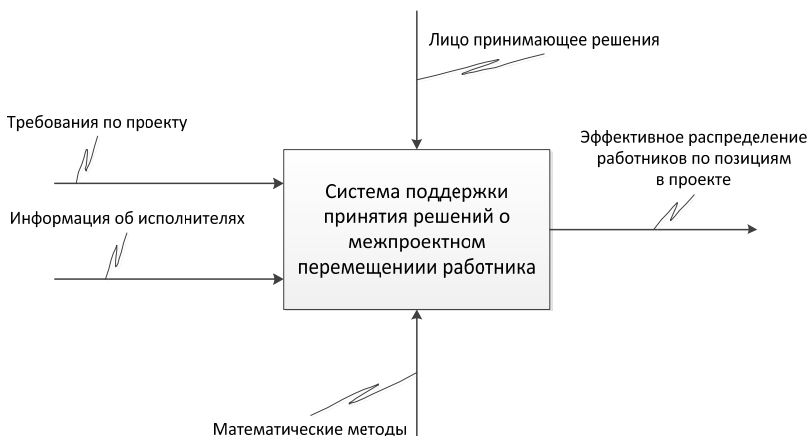 Лицо принимающее решения
Требования по проекту
Информация об исполнителях
Система поддержки
принятия решений о
межпроектном
перемещениии работника
Эффективное распределение
работников по позициям
в проекте
Математические методы